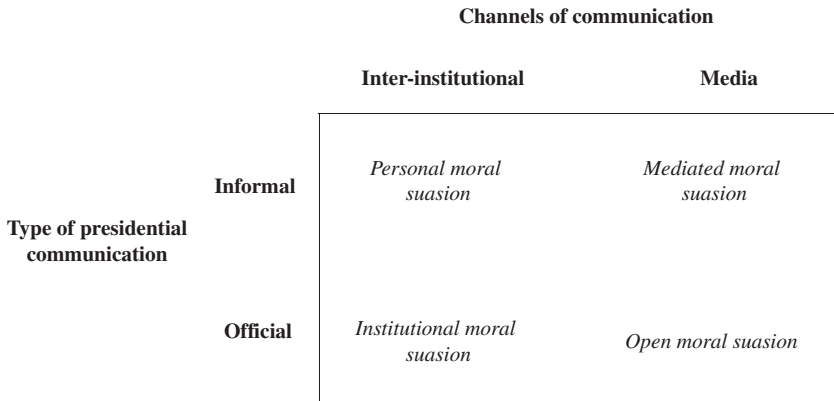 Channels of communication
Inter-institutional Media
Personal moral Mediated moral
Informal
suasion suasion
Type of presidential
communication
Institutional moral
Official Open moral suasion
suasion